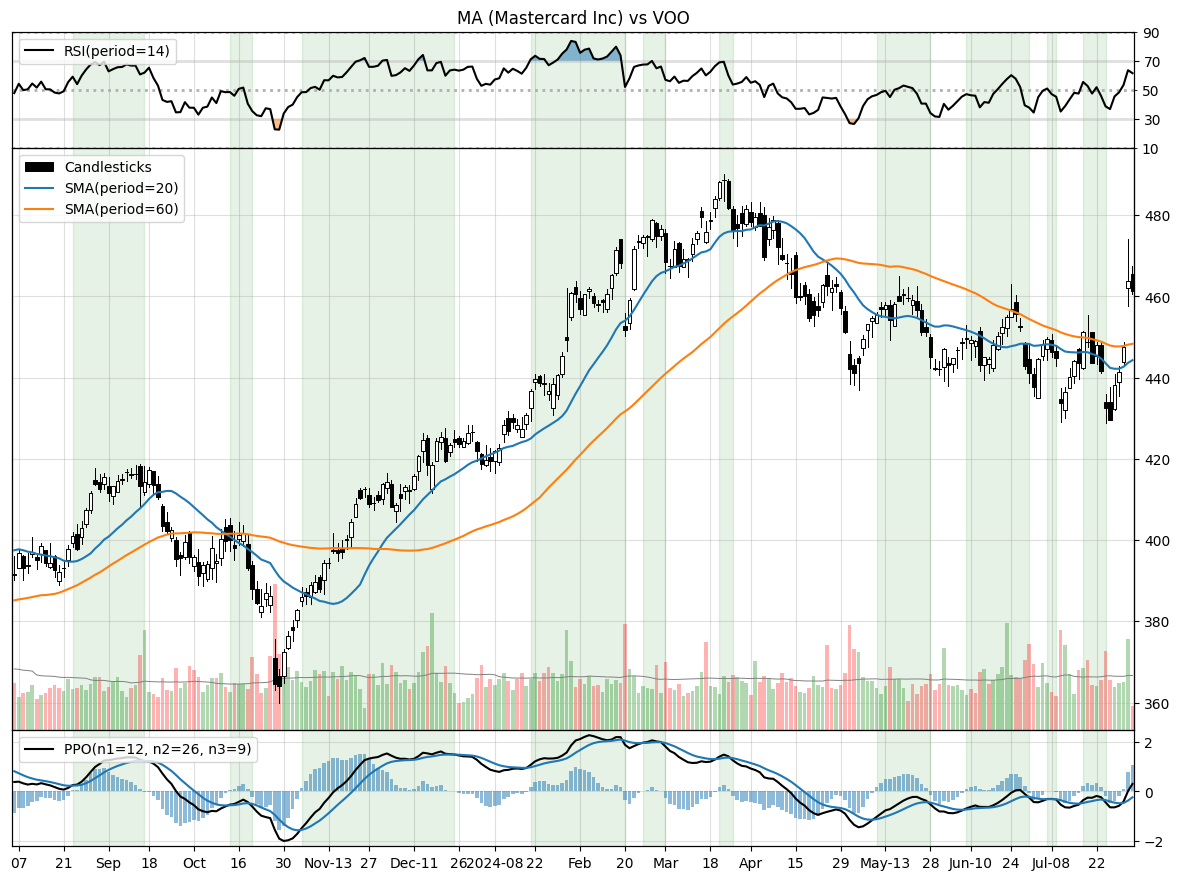 MA (Mastercard Inc) vs VOO
RSI(period=14)
90
70
50
30
10
Candlesticks
SMA(period=20)
SMA(period=60)
480
460
440
420
400
380
360
PPO(n1=12, n2=26, n3=9)
2
0
−2
07 21 Sep 18 Oct 16 30 Nov-13 27 Dec-11 26 2024-08 22 Feb 20 Mar 18 Apr 15 29 May-13 28 Jun-10 24 Jul-08 22